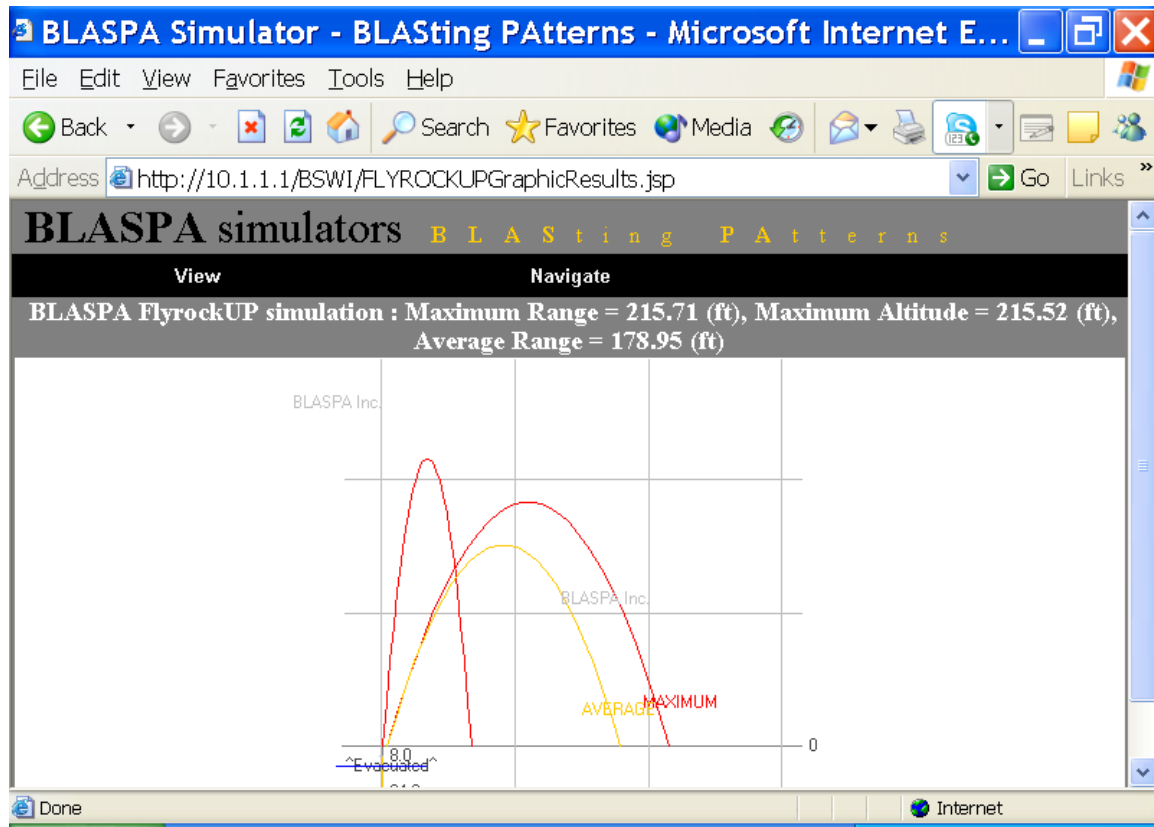 BLASPA Simulator - BLASting PAtterns - Microsoft Internet E...
File Edit View Favorites Tools Help
Back Search Favorites Media
Address http://10.1.1.1/BSWI/FLYROCKUPGraphicResults.jsp Go Links »
BLASPA simulators B L A S t i n g P A t t e r n s
View Navigate
BLASPA FlyrockUP simulation : Maximum Range = 215.71 (ft), Maximum Altitude = 215.52 (ft),
Average Range = 178.95 (ft)
BLASPA Inc.
BLASPA Inc.
MAXIMUM
AVERAGE
0
8.0
^Evacuated^
Done Internet